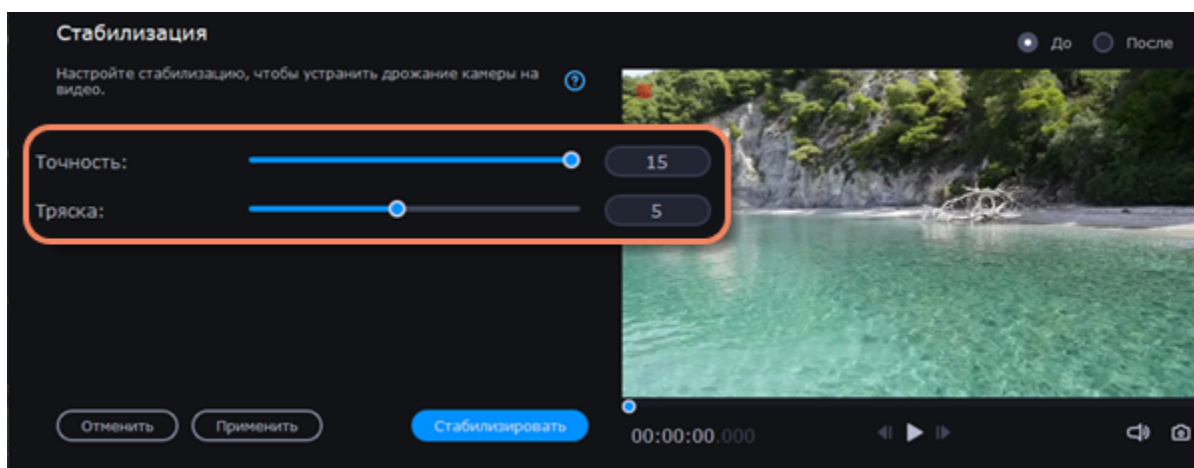 Стабилизация
До
После
Настройте стабилизацию, чтобы устранить дрожание камеры на
видео.
?
Точность:
15
Тряска:
5
Отменить
Применить
Стабилизировать
00:00:00.000